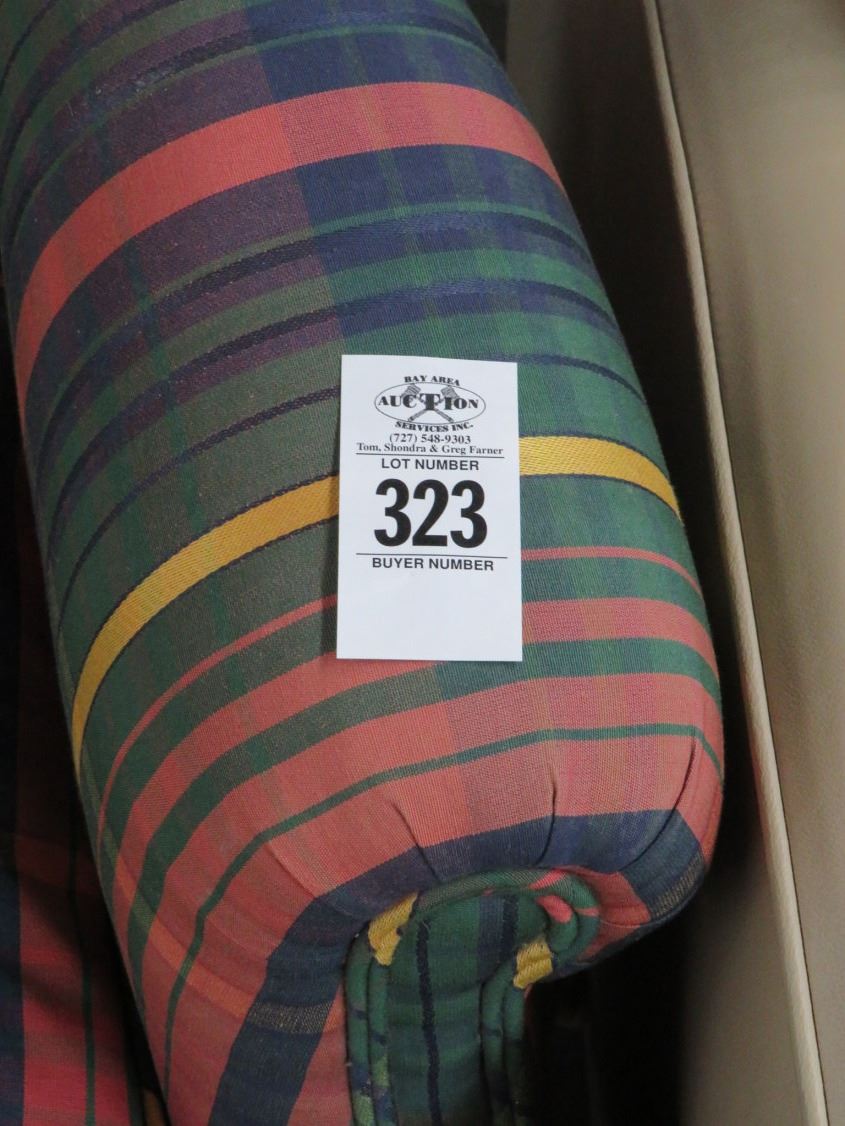 BAY AREA
AUCTION
SERVICES INC.
(727) 548-9303
Tom, Shondra & Greg Farner
LOT NUMBER
323
BUYER NUMBER